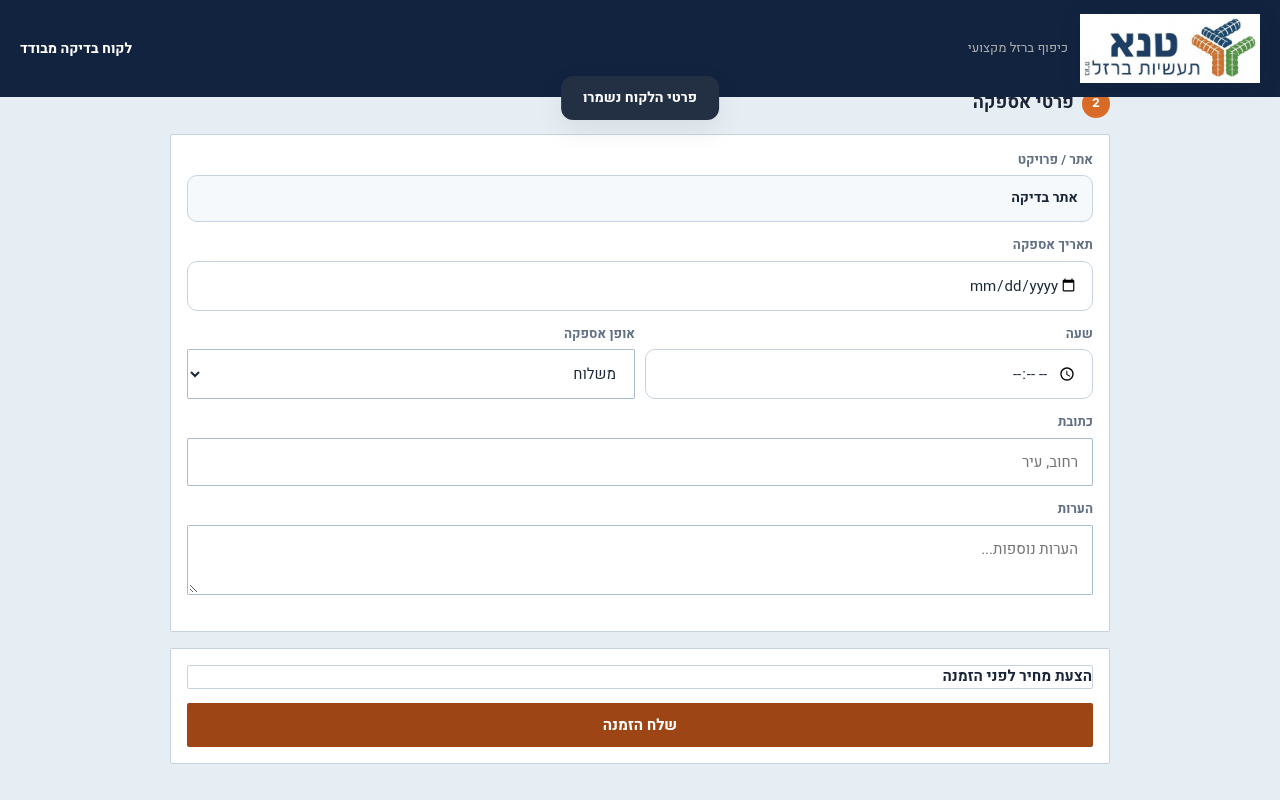 טנא
תעשיות ברזל
כיפוף ברזל מקצועי
לקוח בדיקה מבודד
פרטי הלקוח נשמרו
2 פרטי אספקה
אתר / פרויקט
אתר בדיקה
תאריך אספקה
mm/dd/yyyy
שעה
--:-- --
אופן אספקה
משלוח
כתובת
רחוב, עיר
הערות
הערות נוספות...
הצעת מחיר לפני הזמנה
שלח הזמנה